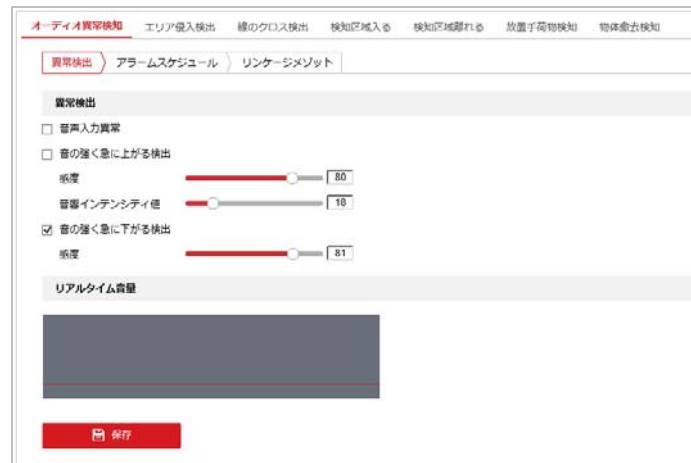 オーディオ異常検知 エリア侵入検出 線のクロス検出 検知区域入る 検知区域離れる 放置手荷物検知 物体撤去検知
異常検出 アラームスケジュール リンケージメゾット
異常検出
音声入力異常
音の強く急に上がる検出
感度 80
音響インテンシティ値 18
音の強く急に下がる検出
感度 81
リアルタイム音量
保存